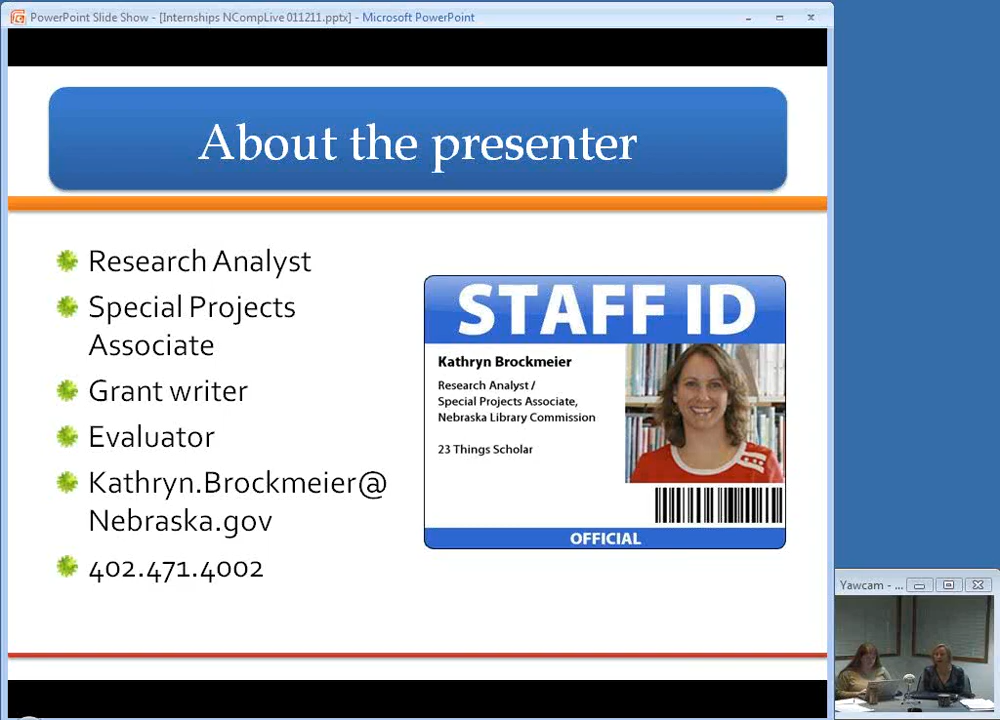 PowerPoint Slide Show - [Internships NCompLive 011211.pptx] - Microsoft PowerPoint
About the presenter
Research Analyst
Special Projects
Associate
Grant writer
Evaluator
Kathryn.Brockmeier@
Nebraska.gov
402.471.4002
STAFF ID
Kathryn Brockmeier
Research Analyst /
Special Projects Associate,
Nebraska Library Commission
23 Things Scholar
OFFICIAL
Yawcam - ...